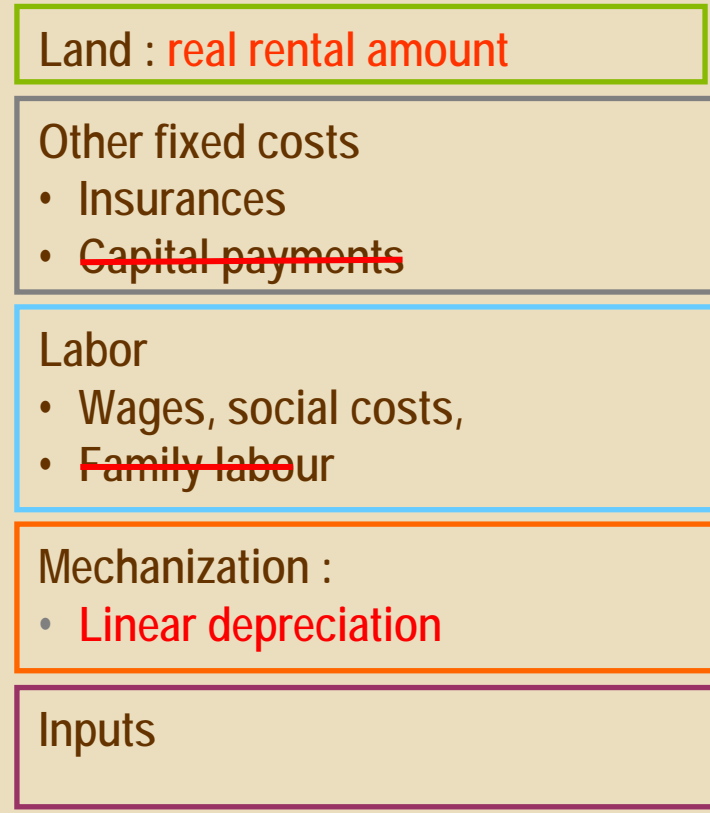 Land : real rental amount
Other fixed costs
• Insurances
• Capital payments
Labor
• Wages, social costs,
• Family labour
Mechanization :
• Linear depreciation
Inputs